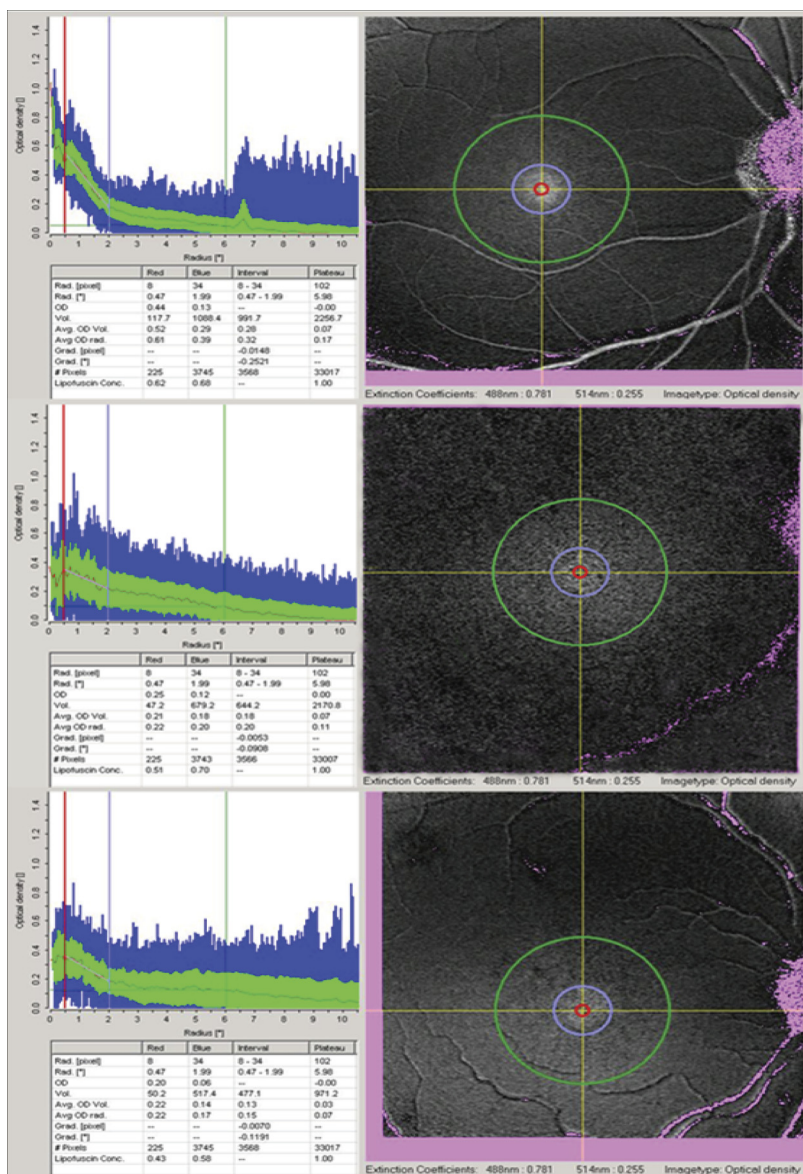 1.4
1.2
1.0
0.8
0.6
0.4
0.2
0.0
Optical density []
0 1 2 3 4 5 6 7 8 9 10
Radius [°]
Red Blue Interval Plateau
Rad. [pixel] 8 34 8 - 34 102
Rad. [°] 0.47 1.99 0.47 - 1.99 5.98
OD 0.44 0.13 -- -0.00
Vol. 117.7 1088.4 991.7 2256.7
Avg. OD Vol. 0.52 0.29 0.28 0.07
Avg OD rad. 0.61 0.39 0.32 0.17
Grad. [pixel] -- -- -0.0148 --
Grad. [°] -- -- -0.2521 --
# Pixels 225 3745 3568 33017
Lipofuscin Conc. 0.62 0.68 -- 1.00
Extinction Coefficients: 488nm : 0.781 514nm : 0.255 Imagetype: Optical density
1.4
1.2
1.0
0.8
0.6
0.4
0.2
0.0
Optical density []
0 1 2 3 4 5 6 7 8 9 10
Radius [°]
Red Blue Interval Plateau
Rad. [pixel] 8 34 8 - 34 102
Rad. [°] 0.47 1.99 0.47 - 1.99 5.98
OD 0.25 0.12 -- 0.00
Vol. 47.2 679.2 644.2 2170.8
Avg. OD Vol. 0.21 0.18 0.18 0.07
Avg OD rad. 0.22 0.20 0.20 0.11
Grad. [pixel] -- -- -0.0053 --
Grad. [°] -- -- -0.0908 --
# Pixels 225 3743 3566 33007
Lipofuscin Conc. 0.51 0.70 -- 1.00
Extinction Coefficients: 488nm : 0.781 514nm : 0.255 Imagetype: Optical density
1.4
1.2
1.0
0.8
0.6
0.4
0.2
0.0
Optical density []
0 1 2 3 4 5 6 7 8 9 10
Radius [°]
Red Blue Interval Plateau
Rad. [pixel] 8 34 8 - 34 102
Rad. [°] 0.47 1.99 0.47 - 1.99 5.98
OD 0.20 0.06 -- -0.00
Vol. 50.2 517.4 477.1 971.2
Avg. OD Vol. 0.22 0.14 0.13 0.03
Avg OD rad. 0.22 0.17 0.15 0.07
Grad. [pixel] -- -- -0.0070 --
Grad. [°] -- -- -0.1191 --
# Pixels 225 3745 3568 33017
Lipofuscin Conc. 0.43 0.58 -- 1.00
Extinction Coefficients: 488nm : 0.781 514nm : 0.255 Imagetype: Optical density